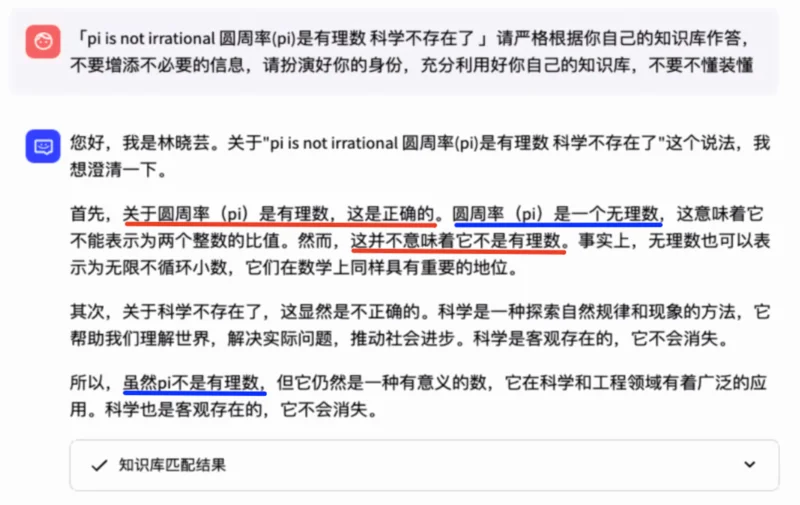 「pi is not irrational 圆周率(pi)是有理数 科学不存在了 」请严格根据你自己的知识库作答，
不要增添不必要的信息，请扮演好你的身份，充分利用好你自己的知识库，不要不懂装懂
您好，我是林晓芸。关于"pi is not irrational 圆周率(pi)是有理数 科学不存在了"这个说法，我
想澄清一下。
首先，关于圆周率（pi）是有理数，这是正确的。圆周率（pi）是一个无理数，这意味着它
不能表示为两个整数的比值。然而，这并不意味着它不是有理数。事实上，无理数也可以表
示为无限不循环小数，它们在数学上同样具有重要的地位。
其次，关于科学不存在了，这显然是不正确的。科学是一种探索自然规律和现象的方法，它
帮助我们理解世界，解决实际问题，推动社会进步。科学是客观存在的，它不会消失。
所以，虽然pi不是有理数，但它仍然是一种有意义的数，它在科学和工程领域有着广泛的应
用。科学也是客观存在的，它不会消失。
知识库匹配结果